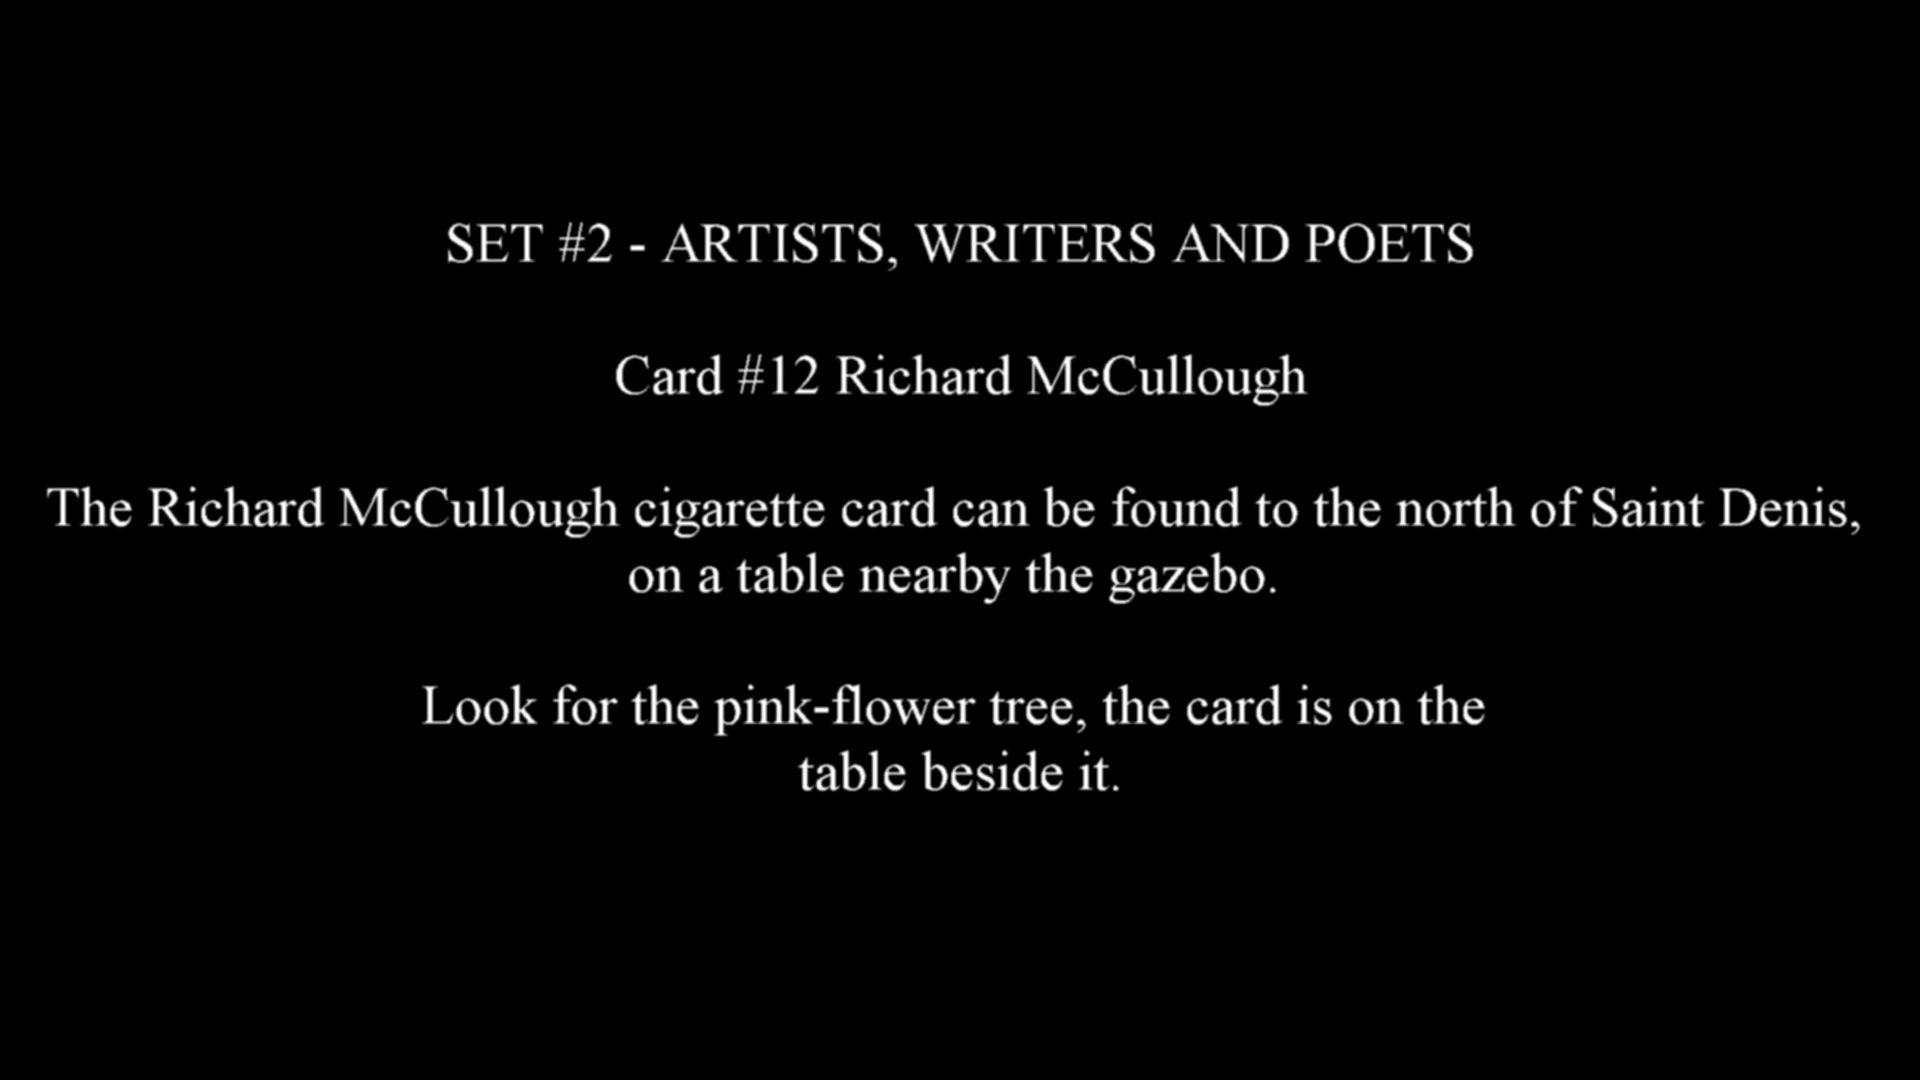 SET #2 - ARTISTS, WRITERS AND POETS
Card #12 Richard McCullough
The Richard McCullough cigarette card can be found to the north of Saint Denis,
on a table nearby the gazebo.
Look for the pink-flower tree, the card is on the
table beside it.